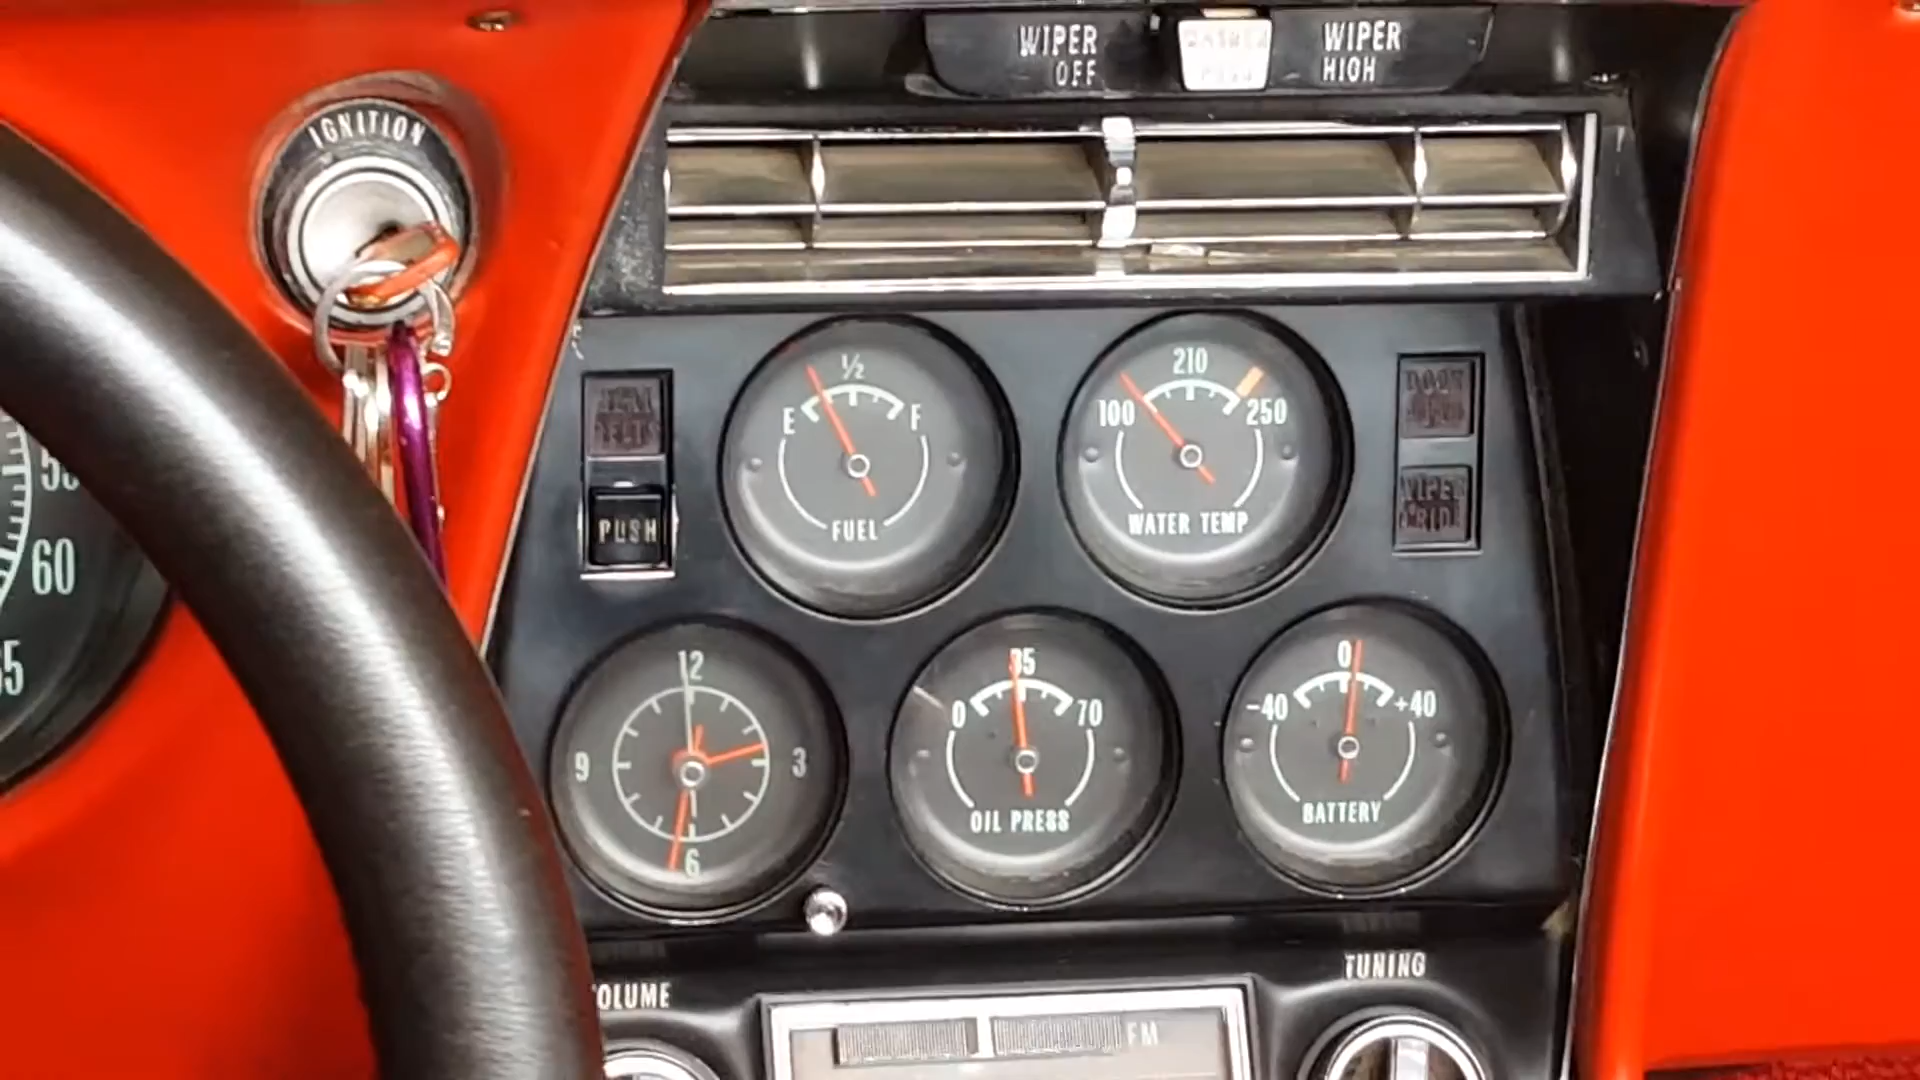 WIPER
OFF
WIPER
HIGH
IGNITION
1/2
E
F
FUEL
210
100
250
WATER TEMP
PUSH
55
60
12
9
3
6
35
0
70
OIL PRESS
0
-40
+40
BATTERY
TUNING
FM